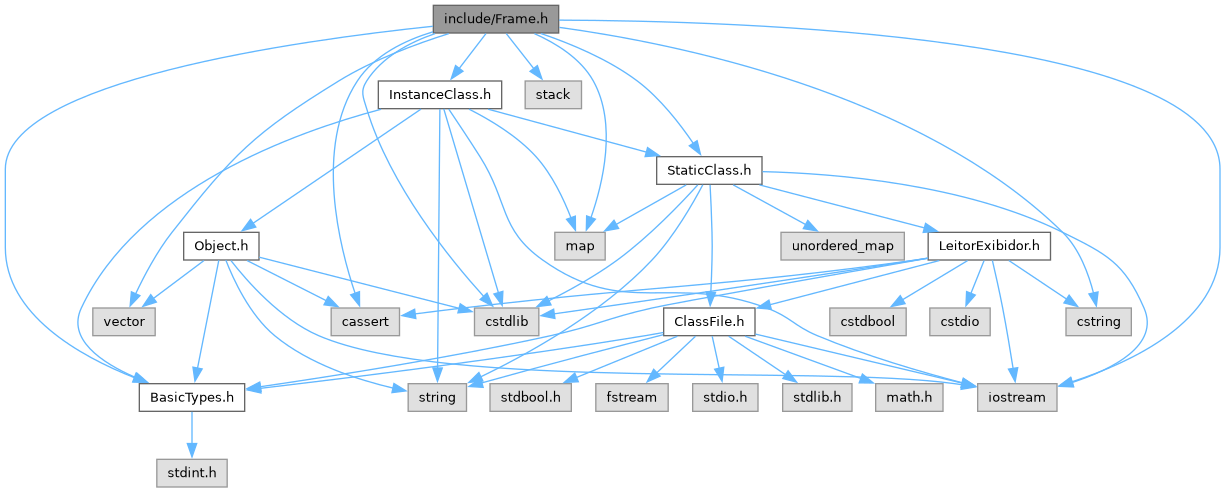 include/Frame.h
InstanceClass.h
stack
StaticClass.h
Object.h
map
unordered_map
LeitorExibidor.h
vector
cassert
cstdlib
ClassFile.h
cstdbool
cstdio
cstring
BasicTypes.h
string
stdbool.h
fstream
stdio.h
stdlib.h
math.h
iostream
stdint.h